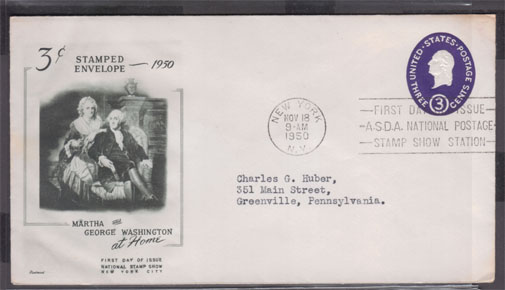 3¢ STAMPED
ENVELOPE — 1950
MARTHA and
GEORGE WASHINGTON
at Home
FIRST DAY OF ISSUE
NATIONAL STAMP SHOW
NEW YORK CITY
NEW YORK
NOV 18
9-AM
1950
N.Y.
UNITED·STATES·POSTAGE
THREE 3 CENTS
—FIRST DAY OF ISSUE—
—A.S.D.A. NATIONAL POSTAGE—
—STAMP SHOW STATION—
Charles G. Huber,
351 Main Street,
Greenville, Pennsylvania.